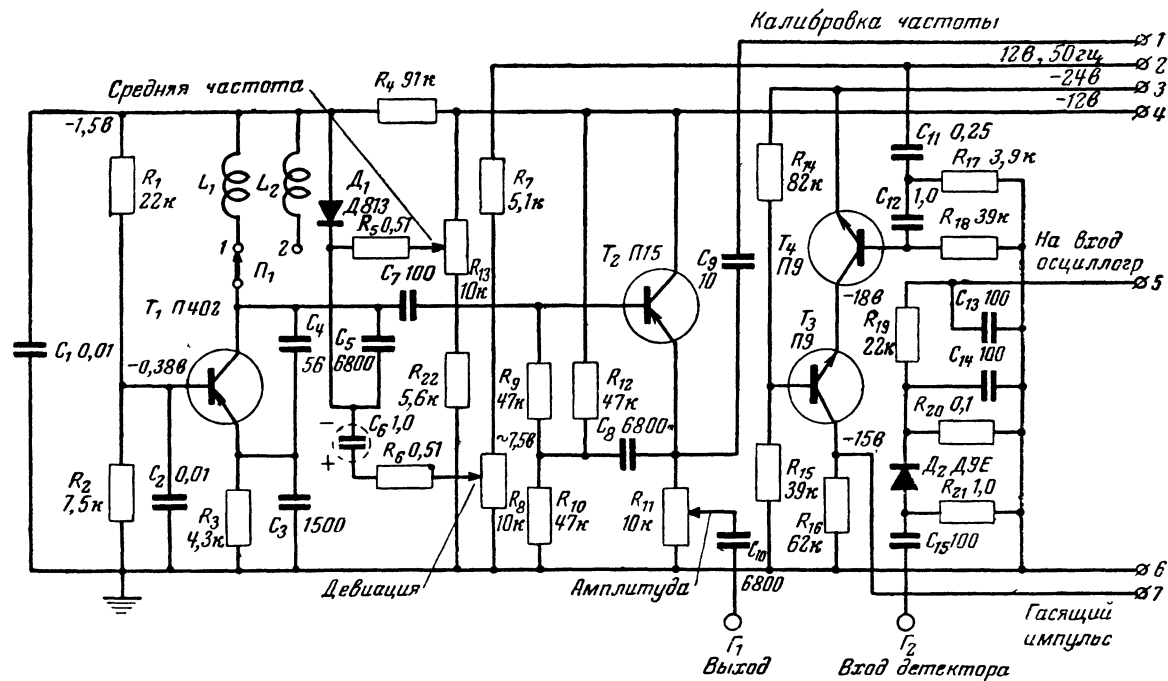 Калибровка частоты
1
12в, 50гц
2
-24в
3
-12в
4
Средняя частота
R4 91к
-1,5в
R1
22к
L1
L2
Д1
Д813
R5 0,51
1
2
П1
C7 100
R13
10к
R7
5,1к
T1 П402
C1 0,01
-0,38в
C4
56
C5
6800
R22
5,6к
-
C6 1,0
+
R6 0,51
~7,5в
R2
7,5к
C2 0,01
R3
4,3к
C3
1500
R8
10к
R9
47к
R10
47к
R12
47к
C8 6800
T2 П15
C9
10
R11
10к
C10
6800
Девиация
Амплитуда
Г1
Выход
R14
82к
T4
П9
-18в
T3
П9
-15в
R15
39к
R16
62к
C11 0,25
R17 3,9к
C12
1,0
R18 39к
На вход
осциллогр
5
R19
22к
C13 100
C14
100
R20 0,1
Д2 Д9Е
R21 1,0
C15 100
6
7
Гасящий
импульс
Г2
Вход детектора